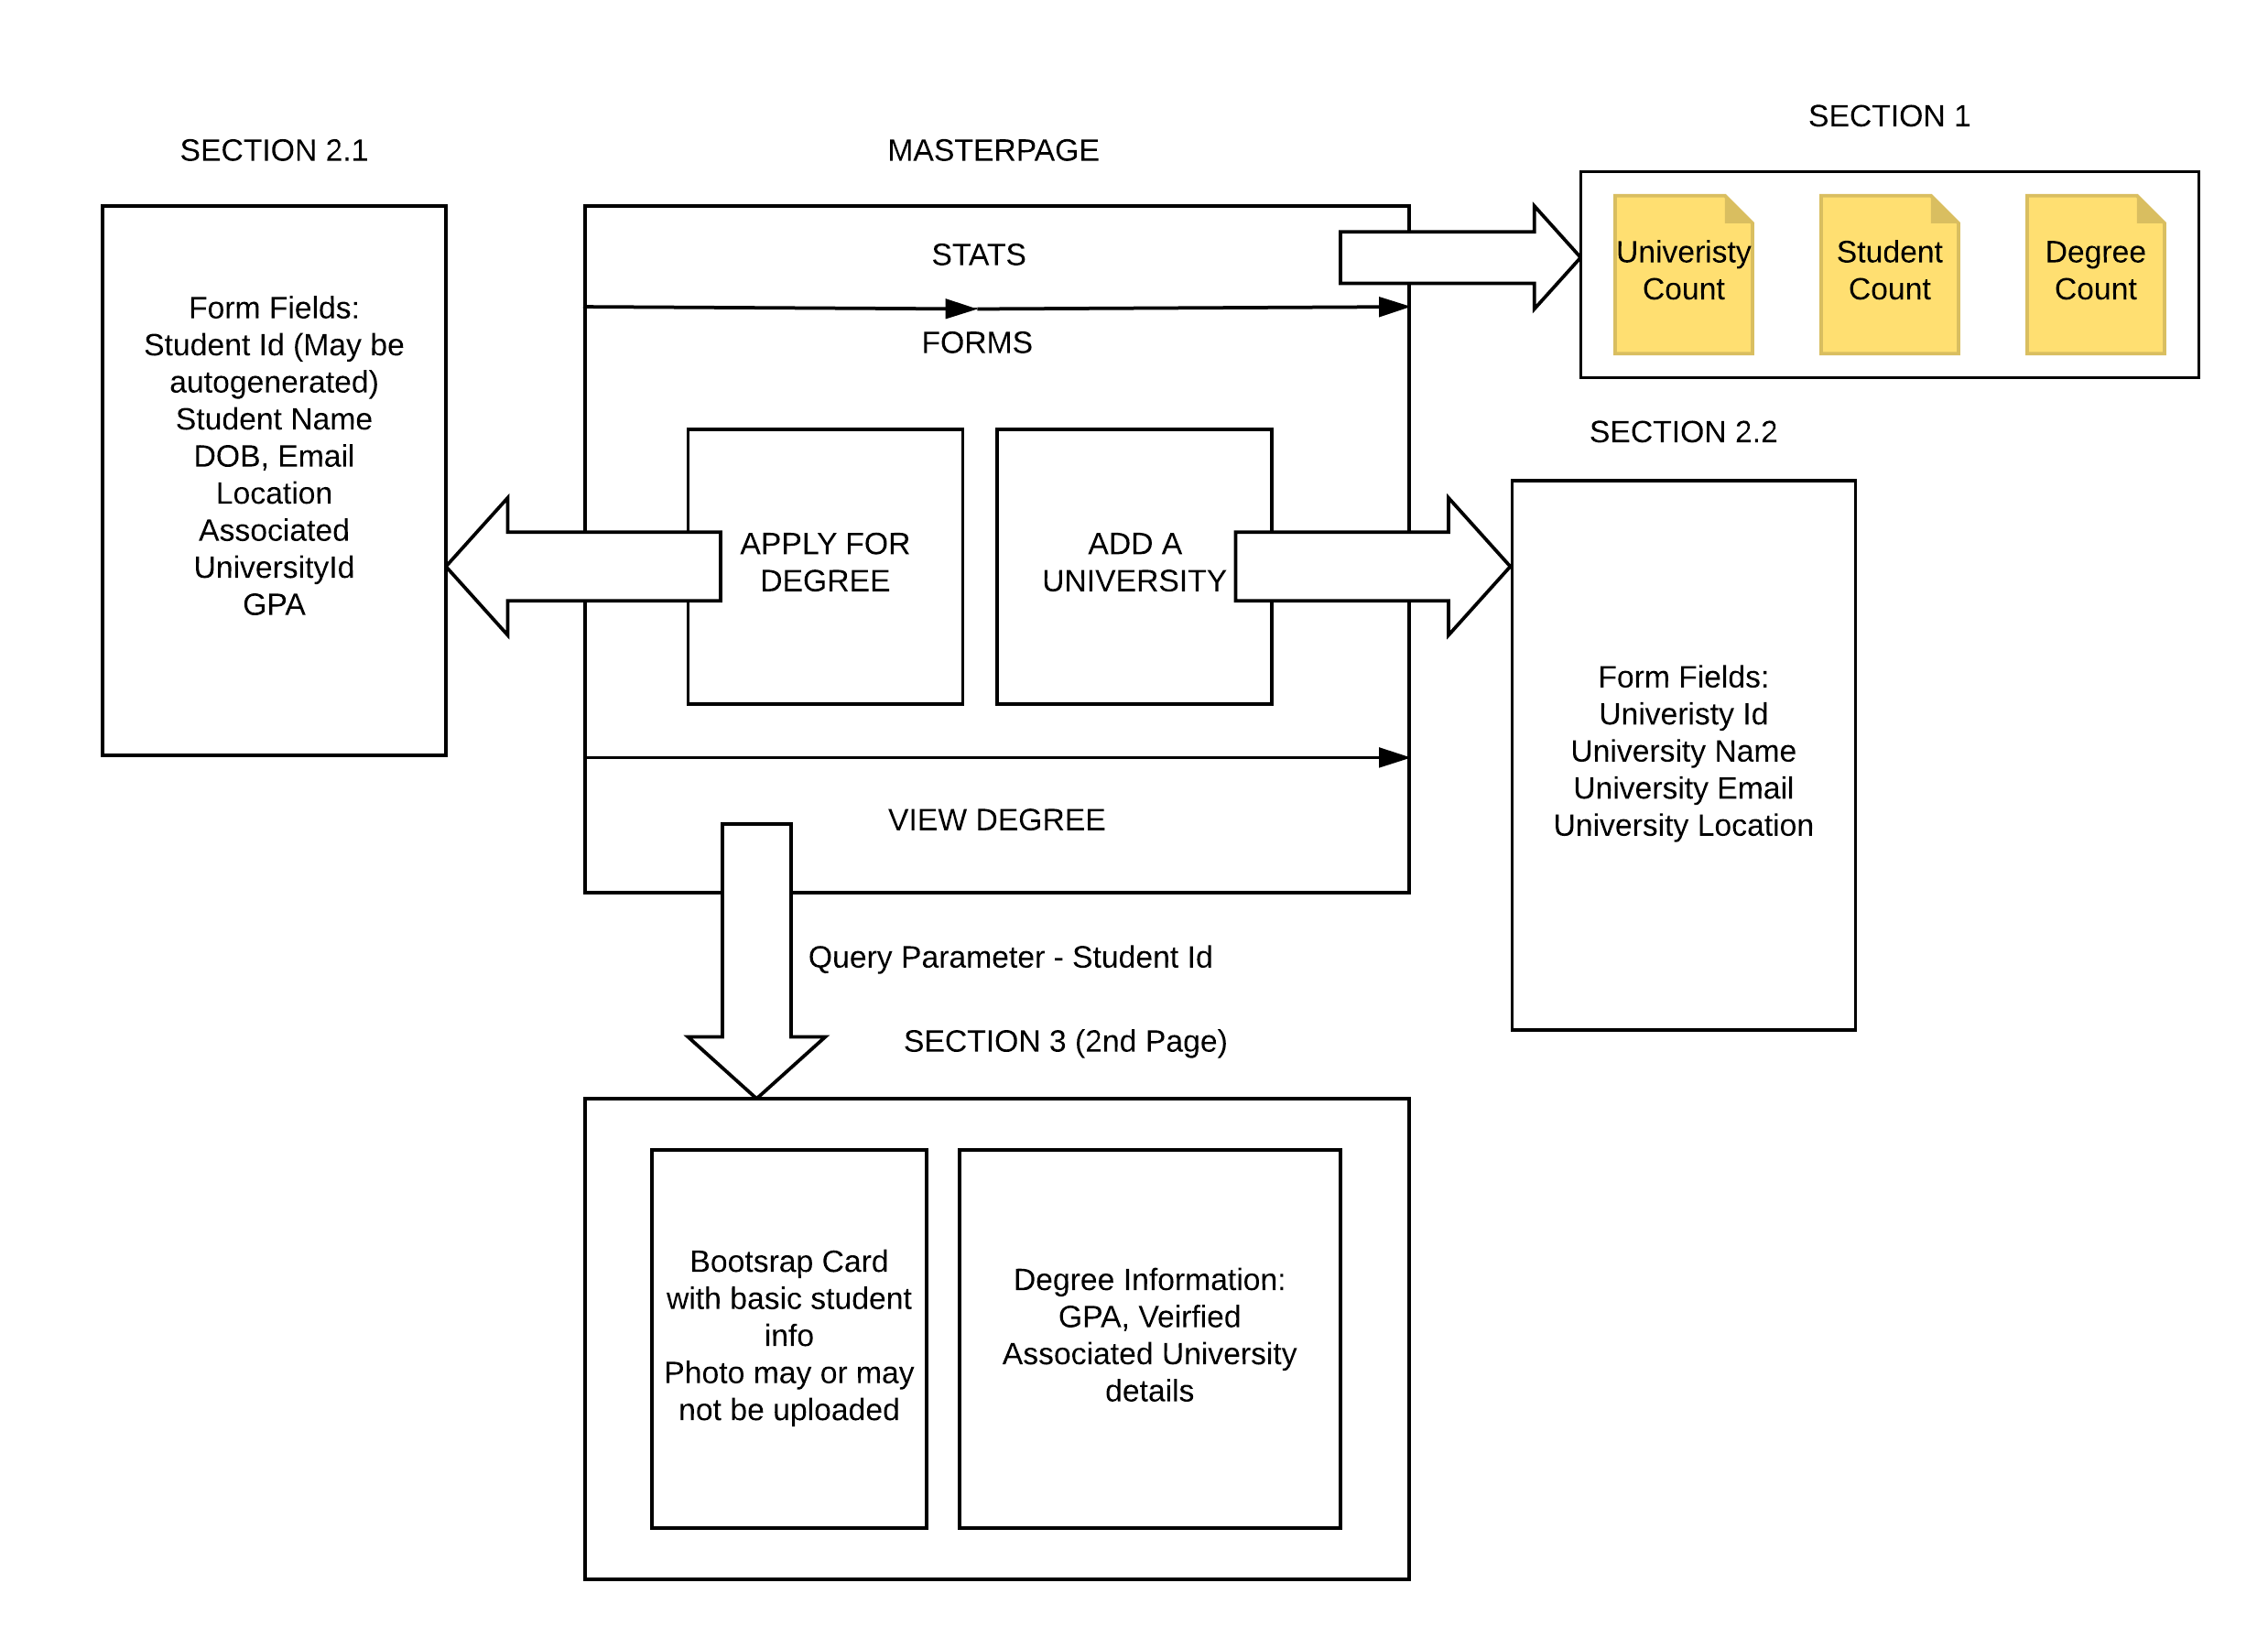 SECTION 2.1
Form Fields:
Student Id (May be
autogenerated)
Student Name
DOB, Email
Location
Associated
UniversityId
GPA
MASTERPAGE
STATS
FORMS
APPLY FOR
DEGREE
ADD A
UNIVERSITY
VIEW DEGREE
SECTION 1
Univeristy
Count
Student
Count
Degree
Count
SECTION 2.2
Form Fields:
Univeristy Id
University Name
University Email
University Location
Query Parameter - Student Id
SECTION 3 (2nd Page)
Bootsrap Card
with basic student
info
Photo may or may
not be uploaded
Degree Information:
GPA, Veirfied
Associated University
details